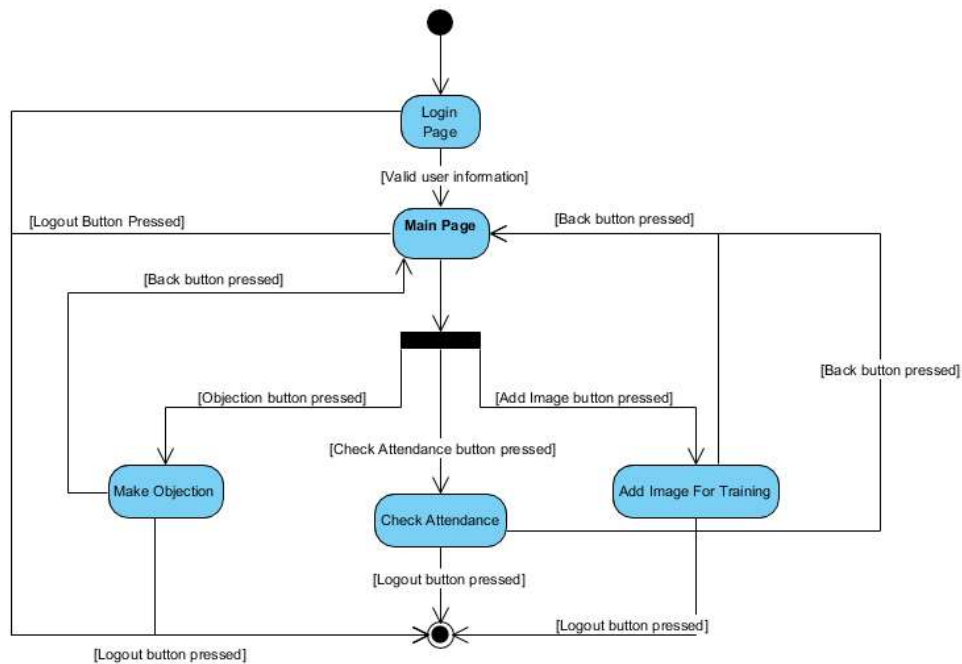 Login
Page
[Valid user information]
[Logout Button Pressed]
Main Page
[Back button pressed]
[Back button pressed]
[Back button pressed]
[Objection button pressed]
[Add Image button pressed]
[Check Attendance button pressed]
Make Objection
Add Image For Training
Check Attendance
[Logout button pressed]
[Logout button pressed]
[Logout button pressed]